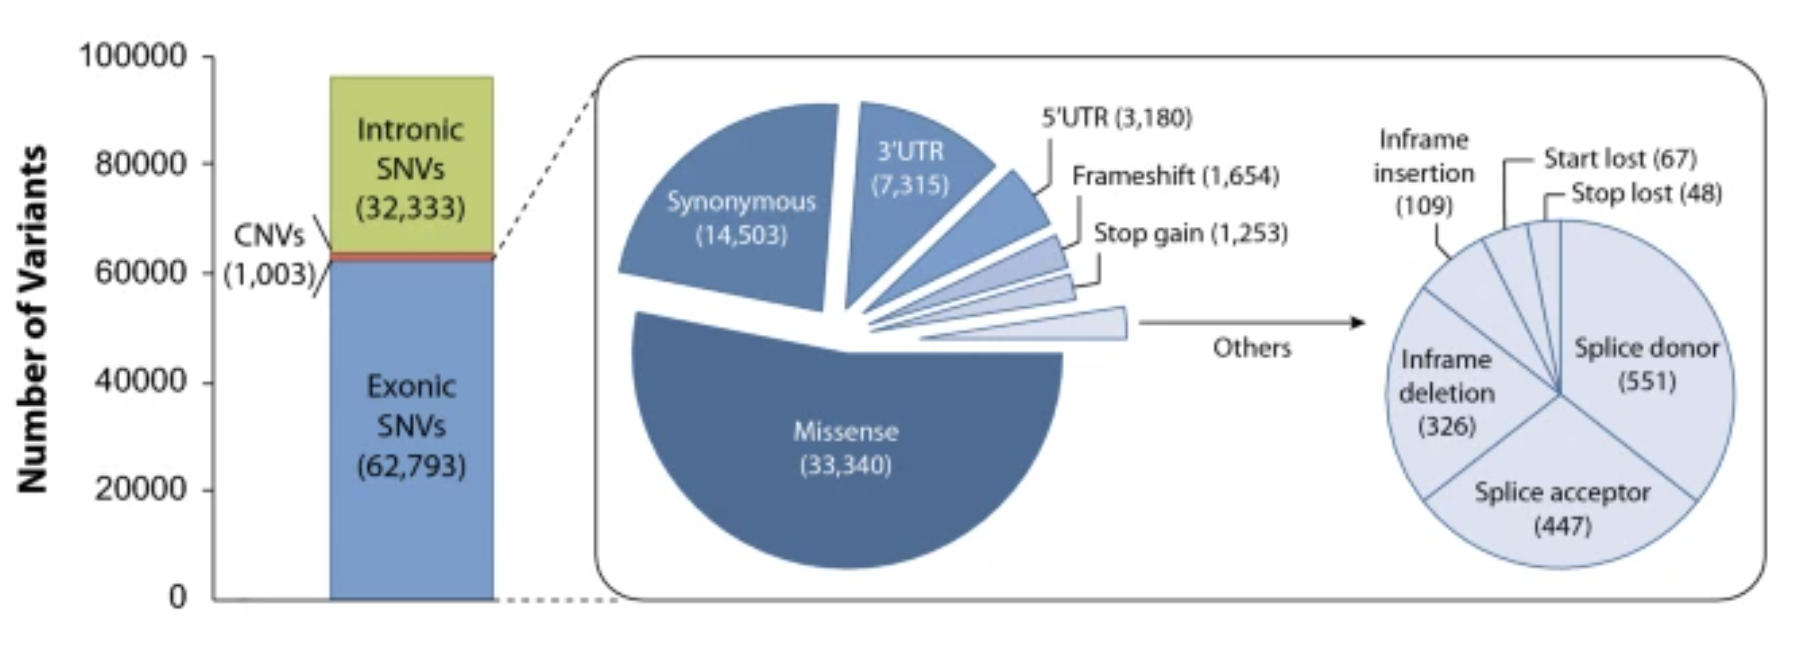 Number of Variants
100000
80000
60000
40000
20000
0
Intronic
SNVs
(32,333)
CNVs
(1,003)
Exonic
SNVs
(62,793)
Synonymous
(14,503)
3'UTR
(7,315)
5'UTR (3,180)
Frameshift (1,654)
Stop gain (1,253)
Missense
(33,340)
Others
Inframe
insertion
(109)
Start lost (67)
Stop lost (48)
Splice donor
(551)
Inframe
deletion
(326)
Splice acceptor
(447)